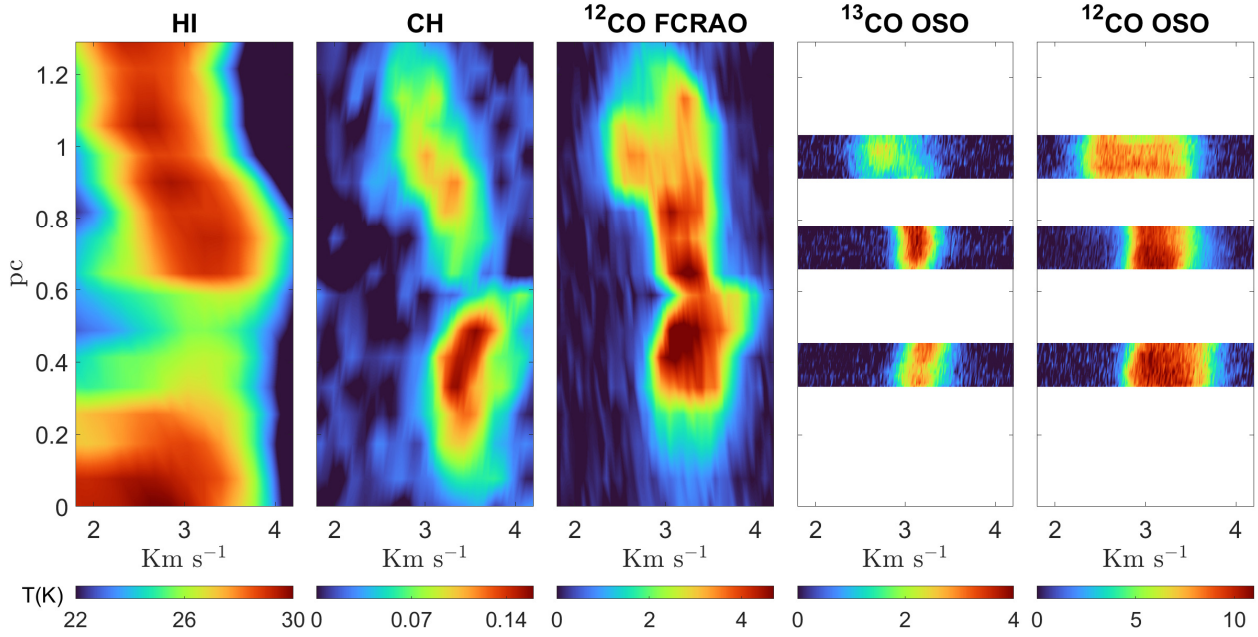 HI CH ¹²CO FCRAO ¹³CO OSO ¹²CO OSO
1.2
1
0.8
0.6
0.4
0.2
0
pc
2 3 4 3 4 3 4 2 3 4 2 3 4
Km s⁻¹ Km s⁻¹ Km s⁻¹ Km s⁻¹ Km s⁻¹
T(K)
22 26 30 0 0.07 0.14 0 2 4 0 2 4 0 5 10